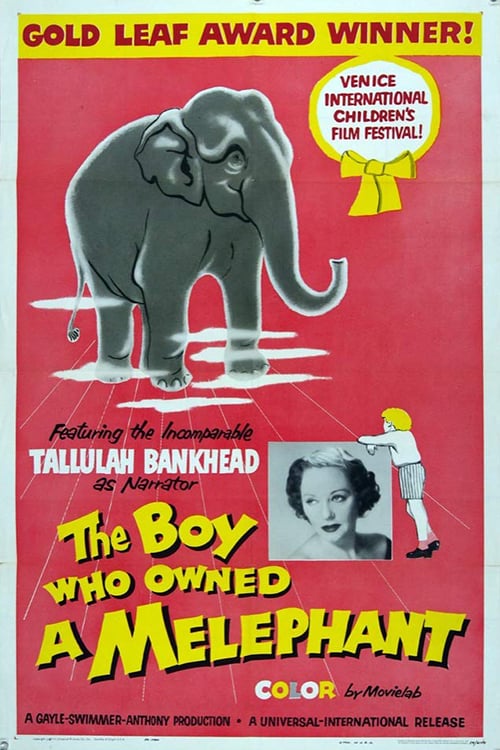 GOLD LEAF AWARD WINNER!
VENICE
INTERNATIONAL
CHILDREN'S
FILM FESTIVAL!
Featuring the Incomparable
TALLULAH BANKHEAD
as Narrator
The BOY
WHO OWNED
A MELEPHANT
COLOR by Movielab
A GAYLE-SWIMMER-ANTHONY PRODUCTION • A UNIVERSAL-INTERNATIONAL RELEASE